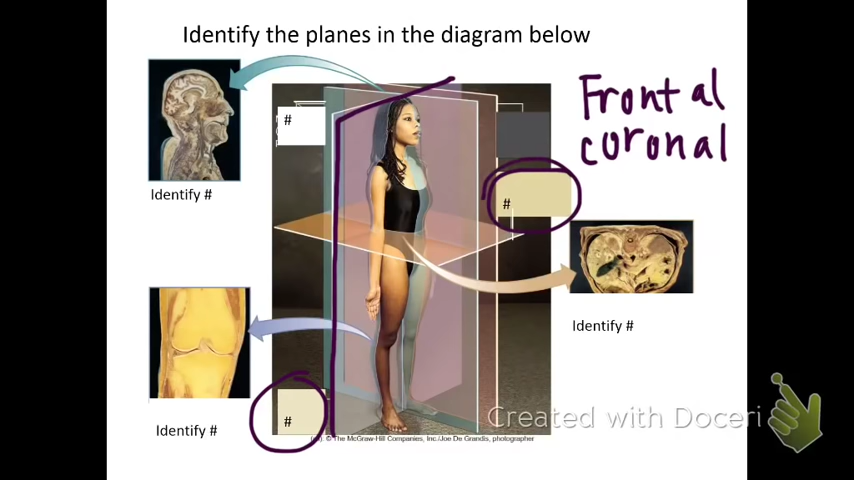 Identify the planes in the diagram below
Frontal
coronal
#
Identify #
#
Identify #
Identify #
#
Created with Doceri
© The McGraw-Hill Companies, Inc./Joe De Grandis, photographer